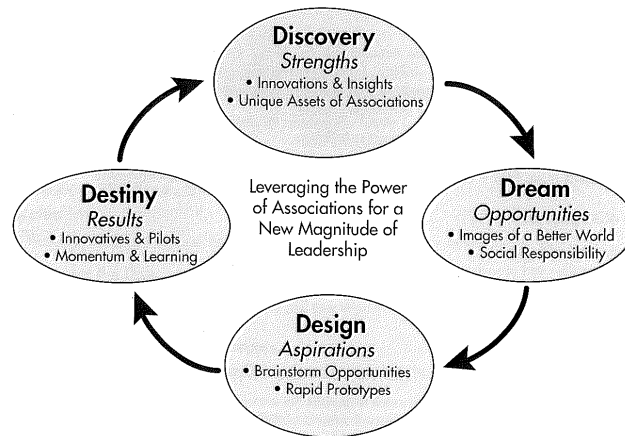 Discovery
Strengths
• Innovations & Insights
• Unique Assets of Associations
Destiny
Results
• Innovatives & Pilots
• Momentum & Learning
Leveraging the Power
of Associations for a
New Magnitude of
Leadership
Dream
Opportunities
• Images of a Better World
• Social Responsibility
Design
Aspirations
• Brainstorm Opportunities
• Rapid Prototypes